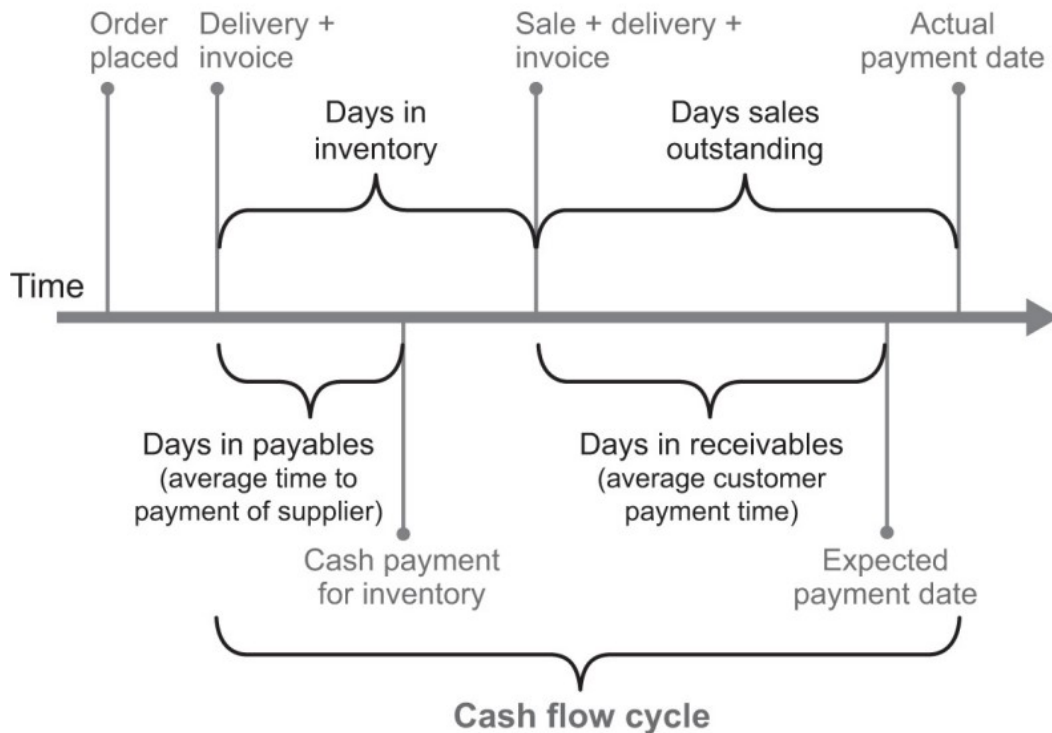 Order
placed
Delivery +
invoice
Sale + delivery +
invoice
Actual
payment date
Days in
inventory
Days sales
outstanding
Time
Days in payables
(average time to
payment of supplier)
Days in receivables
(average customer
payment time)
Cash payment
for inventory
Expected
payment date
Cash flow cycle